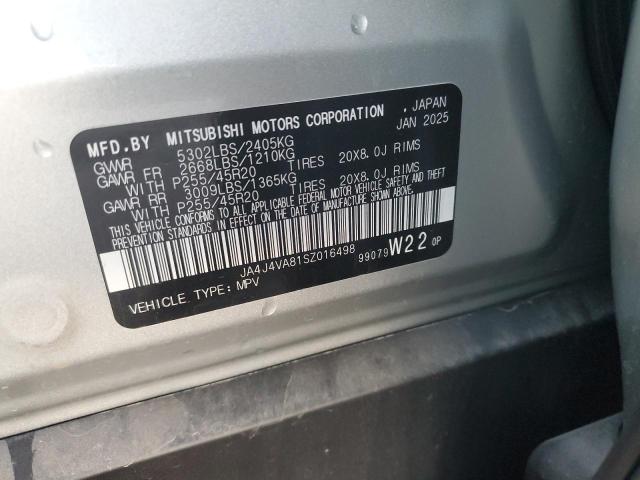 MFD.BY MITSUBISHI MOTORS CORPORATION . JAPAN
JAN 2025
GVWR 5302LBS/2405KG
GAWR FR 2668LBS/1210KG
WITH P255/45R20 TIRES 20X8.0J RIMS
GAWR RR 3009LBS/1365KG
WITH P255/45R20 TIRES 20X8.0J RIMS
THIS VEHICLE CONFORMS TO ALL APPLICABLE FEDERAL MOTOR VEHICLE SAFETY AND THEFT
PREVENTION STANDARDS IN EFFECT ON THE DATE OF MANUFACTURE SHOWN ABOVE.
JA4J4VA81SZ016498
99079 W22 0P
VEHICLE TYPE: MPV